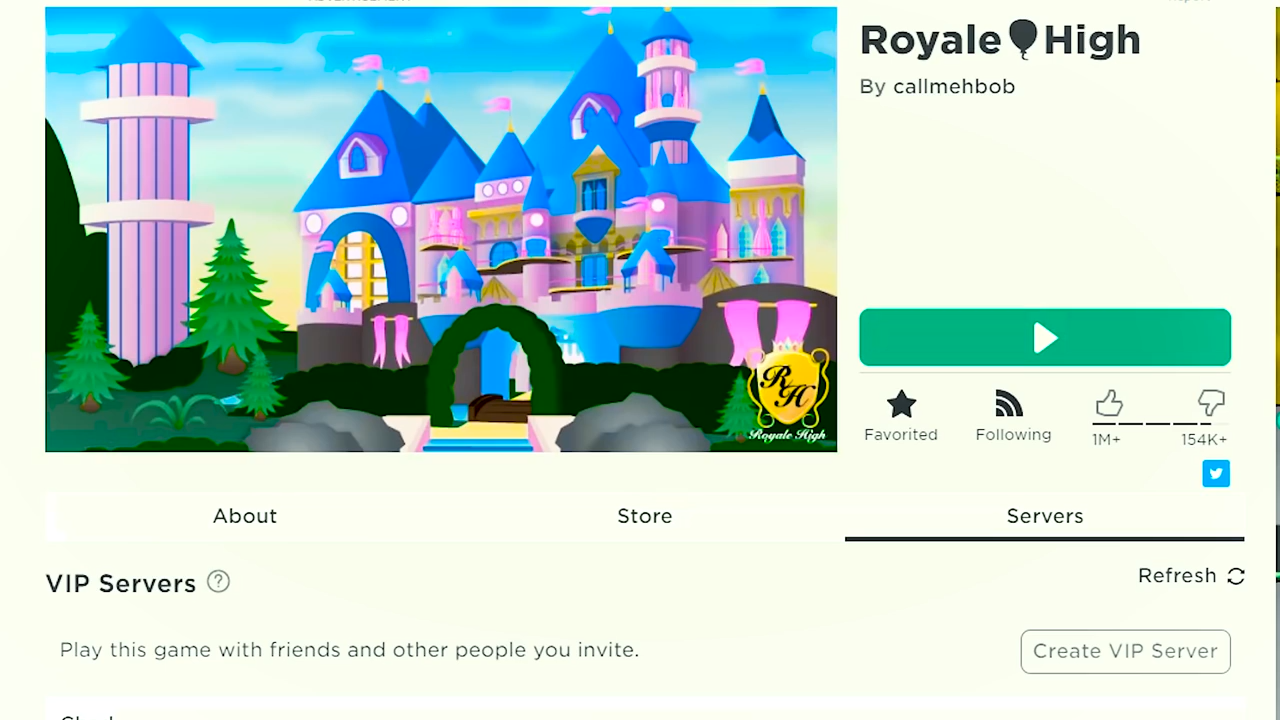 Royale High
By callmehbob
RH
Royale High
Favorited
Following
1M+
154K+
About
Store
Servers
VIP Servers ?
Refresh
Play this game with friends and other people you invite.
Create VIP Server